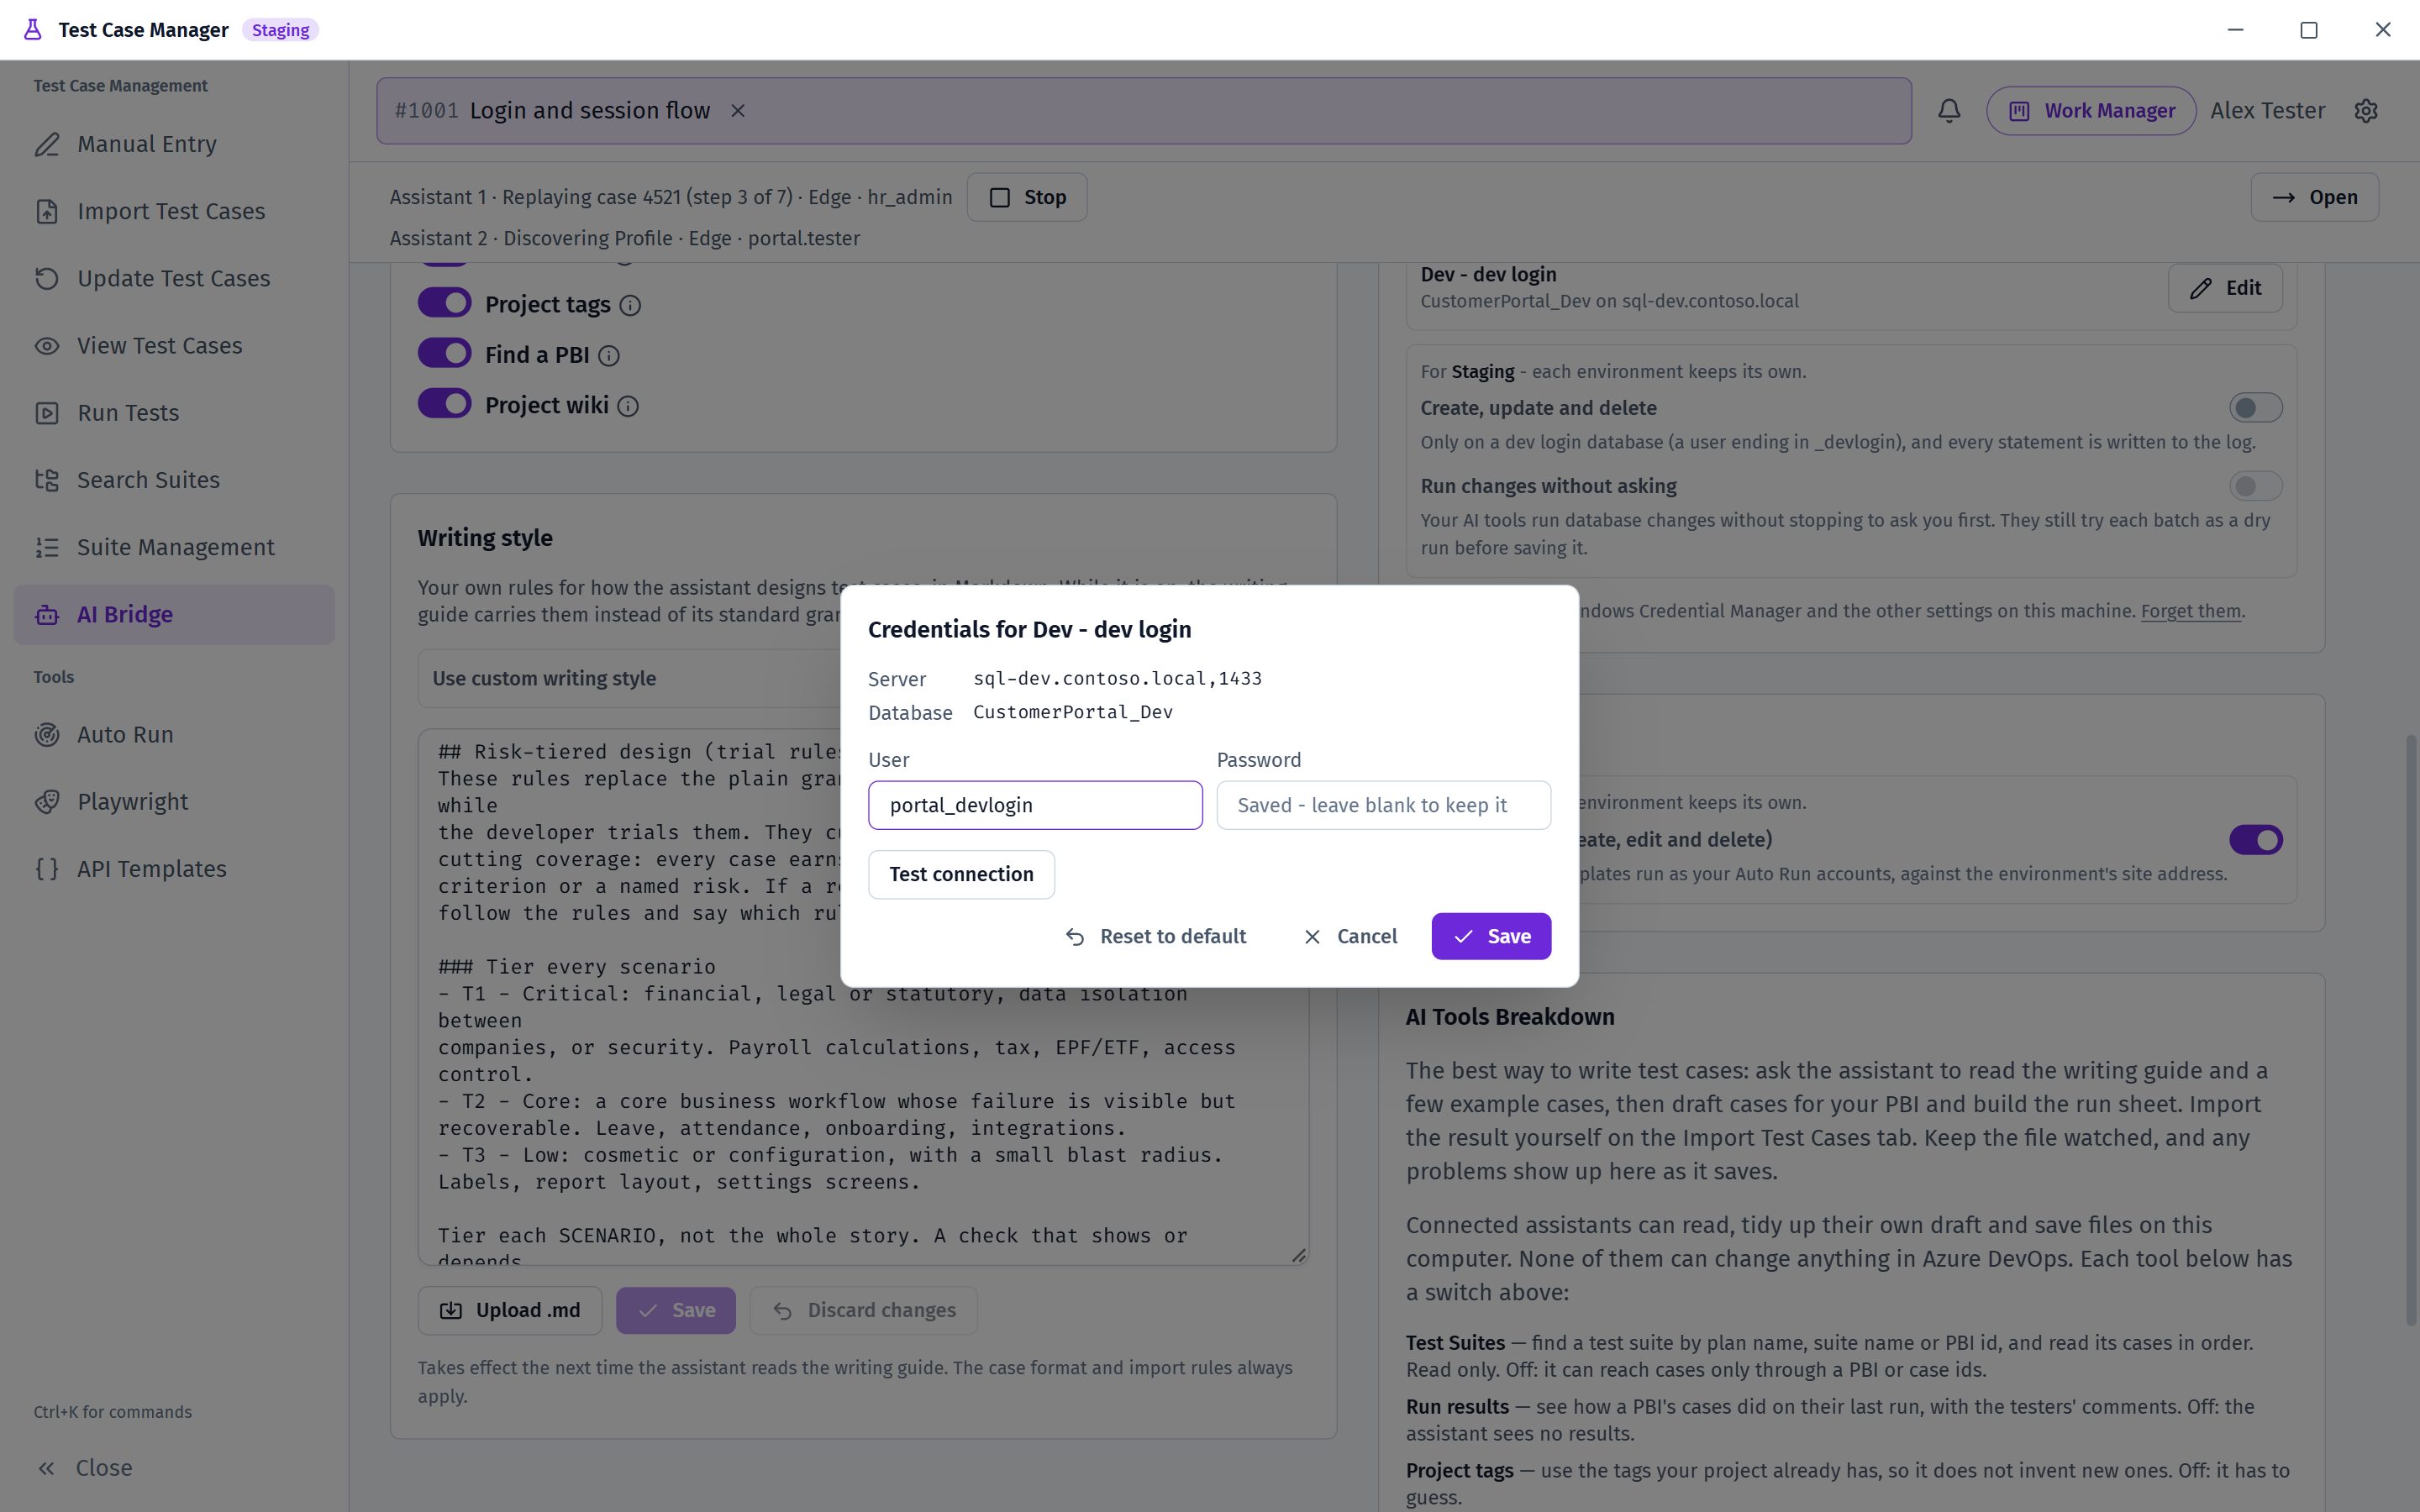 Test Case Manager Staging
Test Case Management
Manual Entry
Import Test Cases
Update Test Cases
View Test Cases
Run Tests
Search Suites
Suite Management
AI Bridge
Tools
Auto Run
Playwright
API Templates
Ctrl+K for commands
Close
#1001 Login and session flow
Work Manager
Alex Tester
Assistant 1 · Replaying case 4521 (step 3 of 7) · Edge · hr_admin
Stop
Open
Assistant 2 · Discovering Profile · Edge · portal.tester
Project tags
Find a PBI
Project wiki
Writing style
Your own rules for how the assistant designs test cases, in Markdown. While it is on, the writing
guide carries them instead of its standard
Use custom writing style
## Risk-tiered design (trial rules
These rules replace the plain
while
the developer trials them. They
cutting coverage: every case
criterion or a named risk. If a
follow the rules and say which
### Tier every scenario
- T1 - Critical: financial, legal or statutory, data isolation
between
companies, or security. Payroll calculations, tax, EPF/ETF, access
control.
- T2 - Core: a core business workflow whose failure is visible but
recoverable. Leave, attendance, onboarding, integrations.
- T3 - Low: cosmetic or configuration, with a small blast radius.
Labels, report layout, settings screens.
Tier each SCENARIO, not the whole story. A check that shows or
depends
Upload .md
Save
Discard changes
Takes effect the next time the assistant reads the writing guide. The case format and import rules always
apply.
Dev - dev login
CustomerPortal_Dev on sql-dev.contoso.local
Edit
For Staging - each environment keeps its own.
Create, update and delete
Only on a dev login database (a user ending in _devlogin), and every statement is written to the log.
Run changes without asking
Your AI tools run database changes without stopping to ask you first. They still try each batch as a dry
run before saving it.
Credential Manager and the other settings on this machine. Forget them.
environment keeps its own.
edit and delete)
run as your Auto Run accounts, against the environment's site address.
AI Tools Breakdown
The best way to write test cases: ask the assistant to read the writing guide and a
few example cases, then draft cases for your PBI and build the run sheet. Import
the result yourself on the Import Test Cases tab. Keep the file watched, and any
problems show up here as it saves.
Connected assistants can read, tidy up their own draft and save files on this
computer. None of them can change anything in Azure DevOps. Each tool below has
a switch above:
Test Suites — find a test suite by plan name, suite name or PBI id, and read its cases in order.
Read only. Off: it can reach cases only through a PBI or case ids.
Run results — see how a PBI's cases did on their last run, with the testers' comments. Off: the
assistant sees no results.
Project tags — use the tags your project already has, so it does not invent new ones. Off: it has to
guess.
Credentials for Dev - dev login
Server sql-dev.contoso.local,1433
Database CustomerPortal_Dev
User
Password
portal_devlogin
Saved - leave blank to keep it
Test connection
Reset to default
Cancel
Save